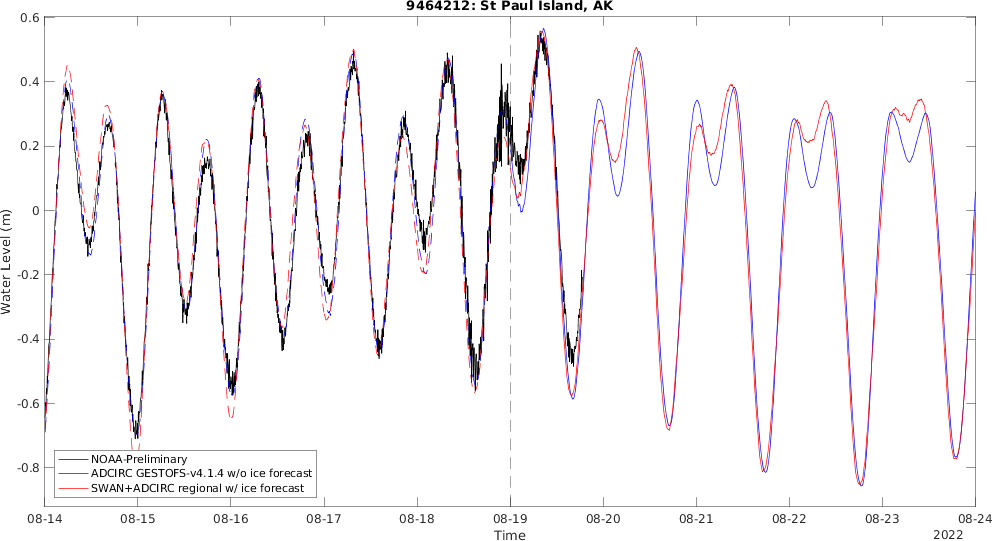 9464212: St Paul Island, AK
Water Level (m)
0.6
0.4
0.2
0
-0.2
-0.4
-0.6
-0.8
NOAA-Preliminary
ADCIRC GESTOFS-v4.1.4 w/o ice forecast
SWAN+ADCIRC regional w/ ice forecast
08-14 08-15 08-16 08-17 08-18 08-19 08-20 08-21 08-22 08-23 08-24
Time
2022